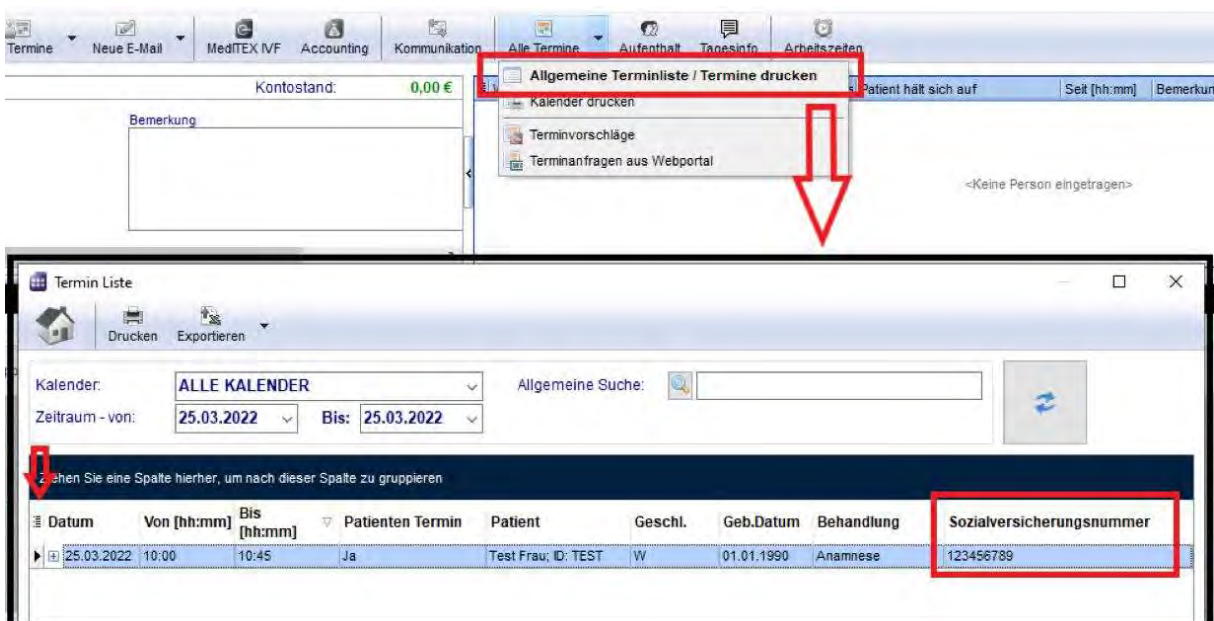 Termine Neue E-Mail MedITEX IVF Accounting Kommunikation Alle Termine Aufenthalt Tagesinfo Arbeitszeiten
Kontostand: 0,00 €
Bemerkung
Allgemeine Terminliste / Termine drucken
Patient hält sich auf Seit [hh:mm] Bemerkun
Kalender drucken
Terminvorschläge
Terminanfragen aus Webportal
<Keine Person eingetragen>
Termin Liste
Drucken Exportieren
Kalender: ALLE KALENDER Allgemeine Suche:
Zeitraum - von: 25.03.2022 Bis: 25.03.2022
Ziehen Sie eine Spalte hierher, um nach dieser Spalte zu gruppieren
Datum Von [hh:mm] Bis [hh:mm] Patienten Termin Patient Geschl. Geb.Datum Behandlung Sozialversicherungsnummer
25.03.2022 10:00 10:45 Ja Test Frau; ID: TEST W 01.01.1990 Anamnese 123456789